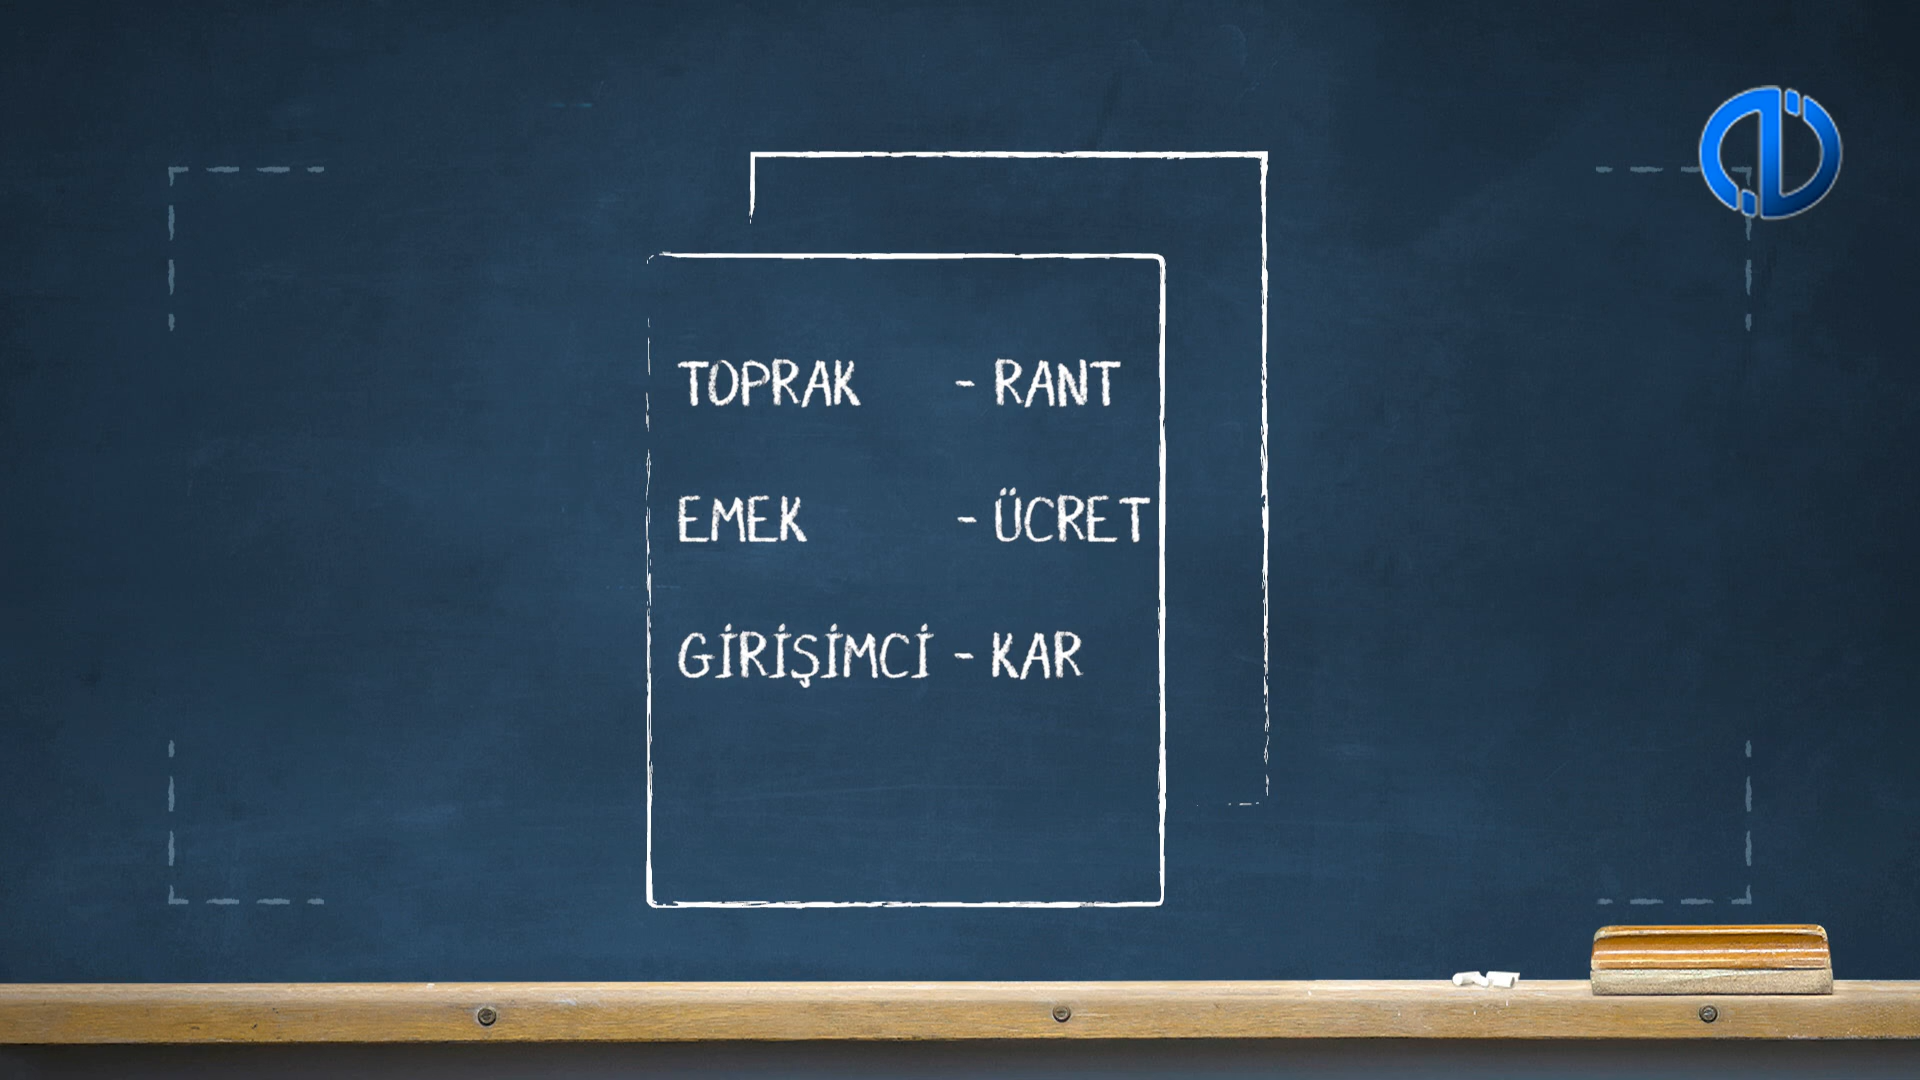 TOPRAK - RANT
EMEK - ÜCRET
GİRİŞİMCİ - KAR